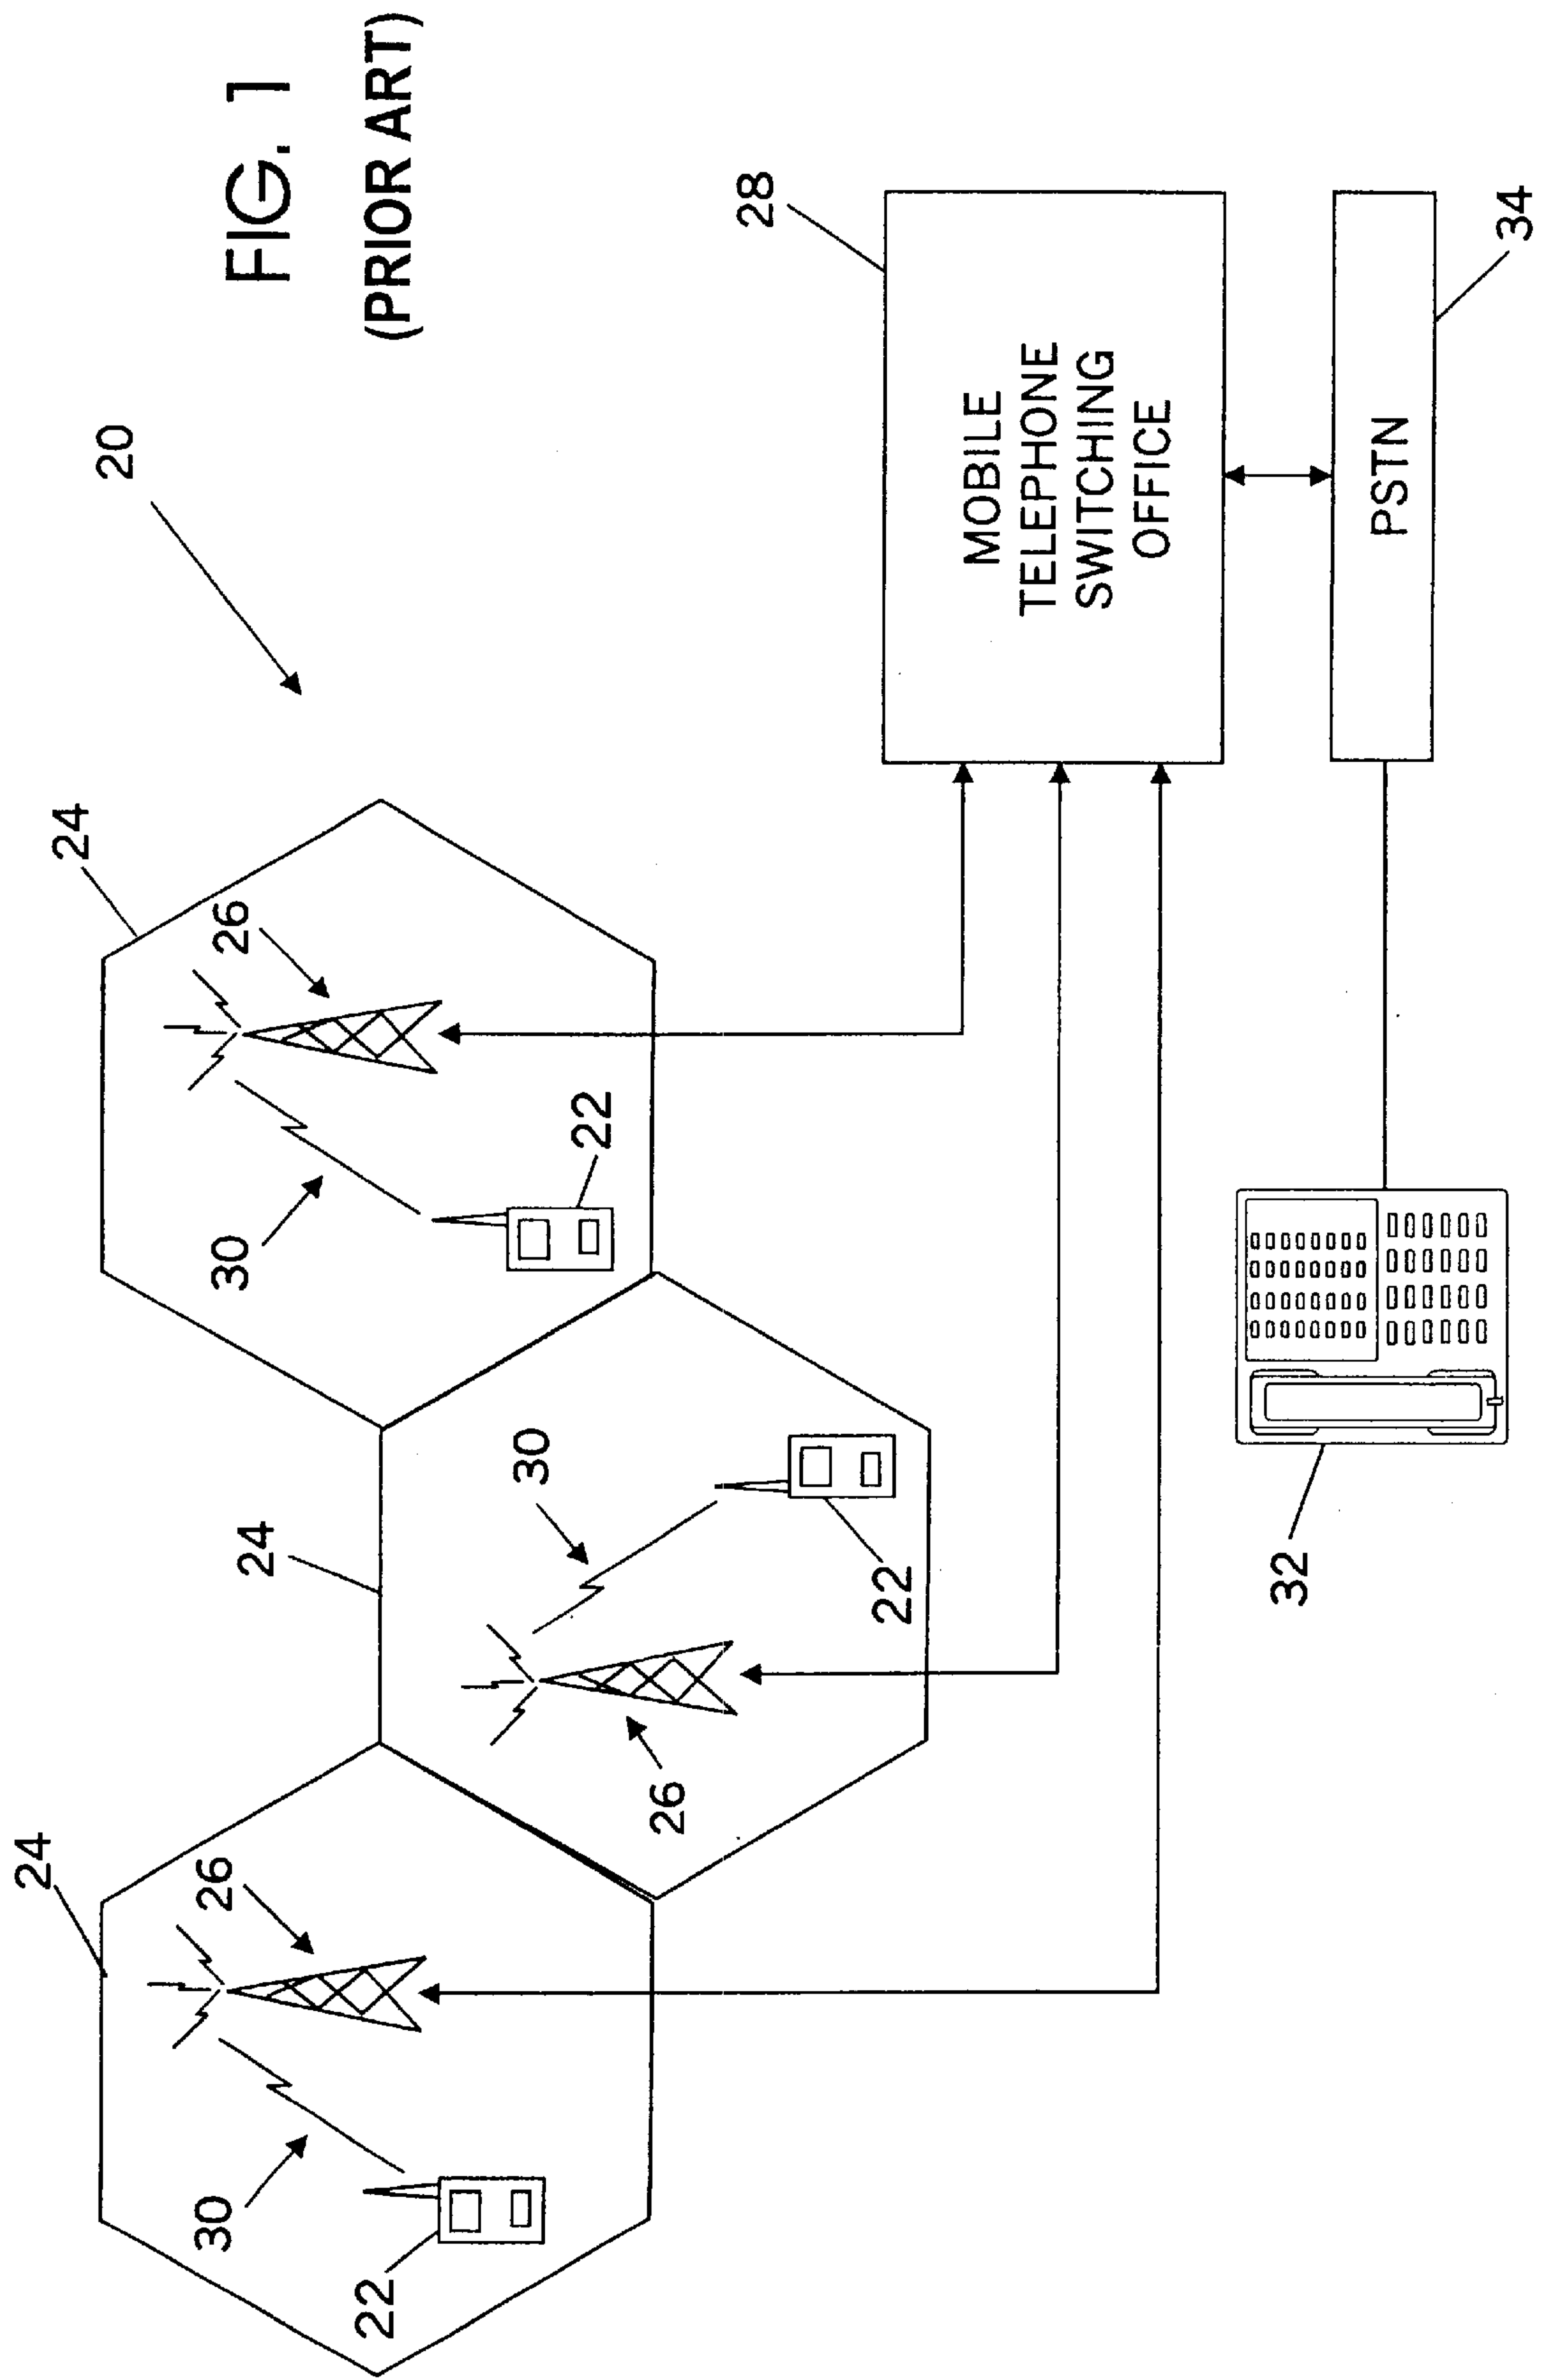 FIG. 1
(PRIOR ART)
20
24
24
24
26
30
22
26
30
22
26
30
22
28
MOBILE
TELEPHONE
SWITCHING
OFFICE
PSTN
34
32